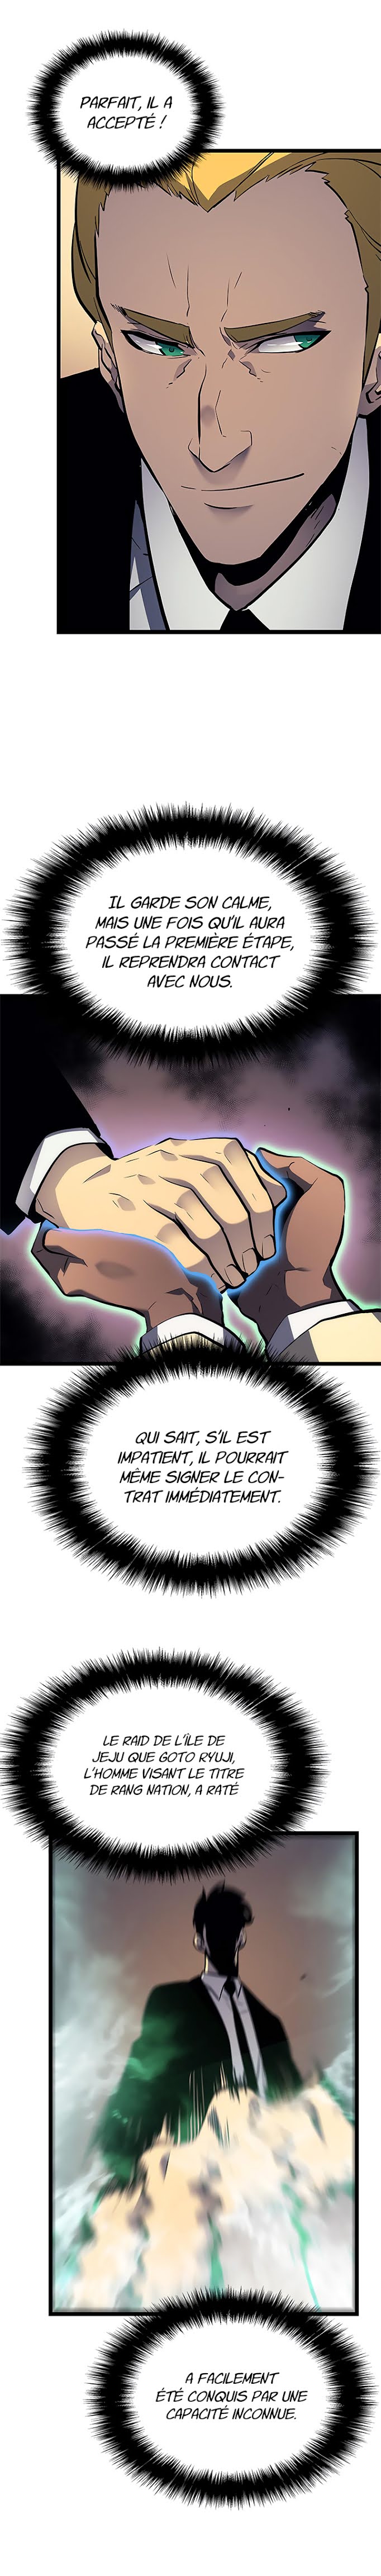 PARFAIT, IL A
ACCEPTÉ !
IL GARDE SON CALME,
MAIS UNE FOIS QU'IL AURA
PASSÉ LA PREMIÈRE ÉTAPE,
IL REPRENDRA CONTACT
AVEC NOUS.
QUI SAIT, S'IL EST
IMPATIENT, IL POURRAIT
MÊME SIGNER LE CON-
TRAT IMMÉDIATEMENT.
LE RAID DE L'ÎLE DE
JEJU QUE GOTO RYUJI,
L'HOMME VISANT LE TITRE
DE RANG NATION, A RATÉ
A FACILEMENT
ÉTÉ CONQUIS PAR UNE
CAPACITÉ INCONNUE.